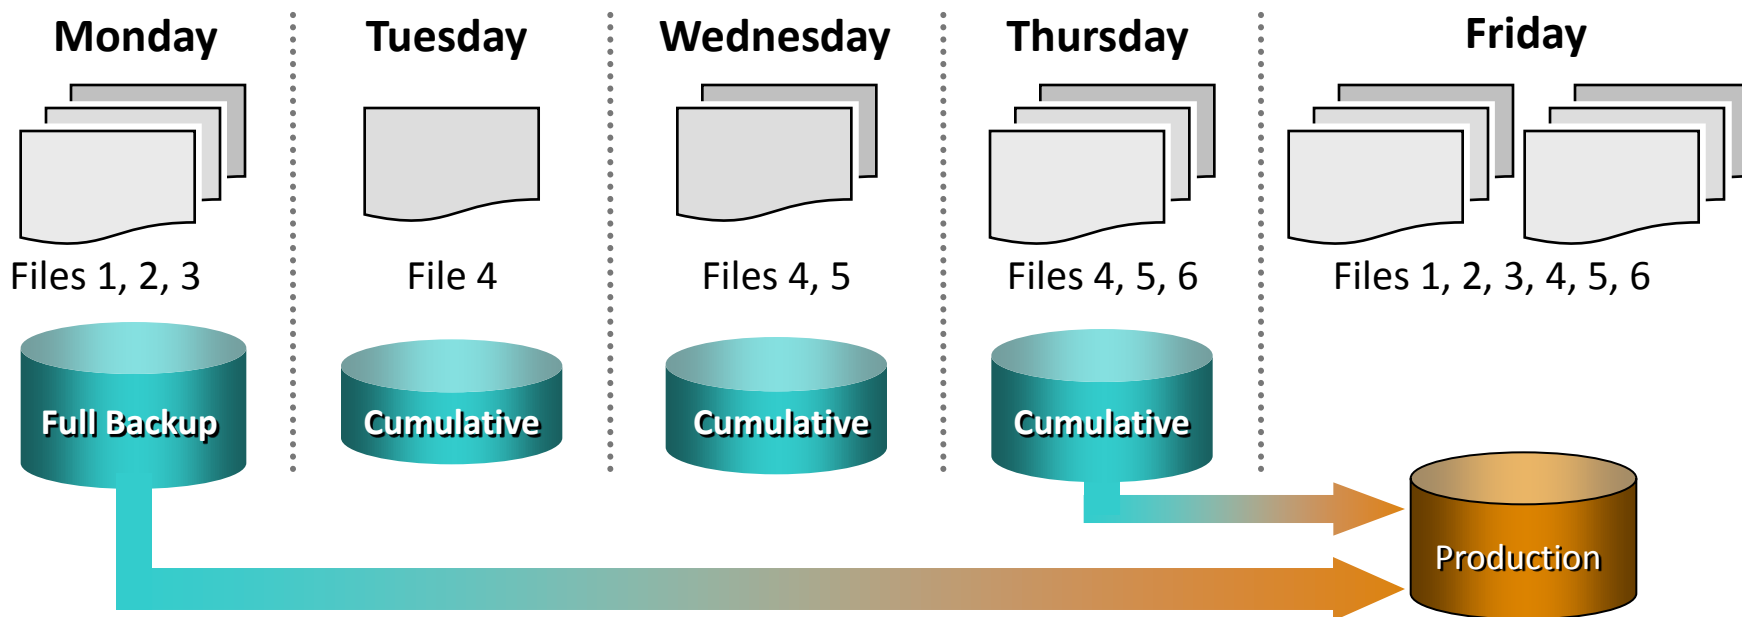 Monday
Tuesday
Wednesday
Thursday
Friday
Files 1, 2, 3
File 4
Files 4, 5
Files 4, 5, 6
Files 1, 2, 3, 4, 5, 6
Full Backup
Cumulative
Cumulative
Cumulative
Production